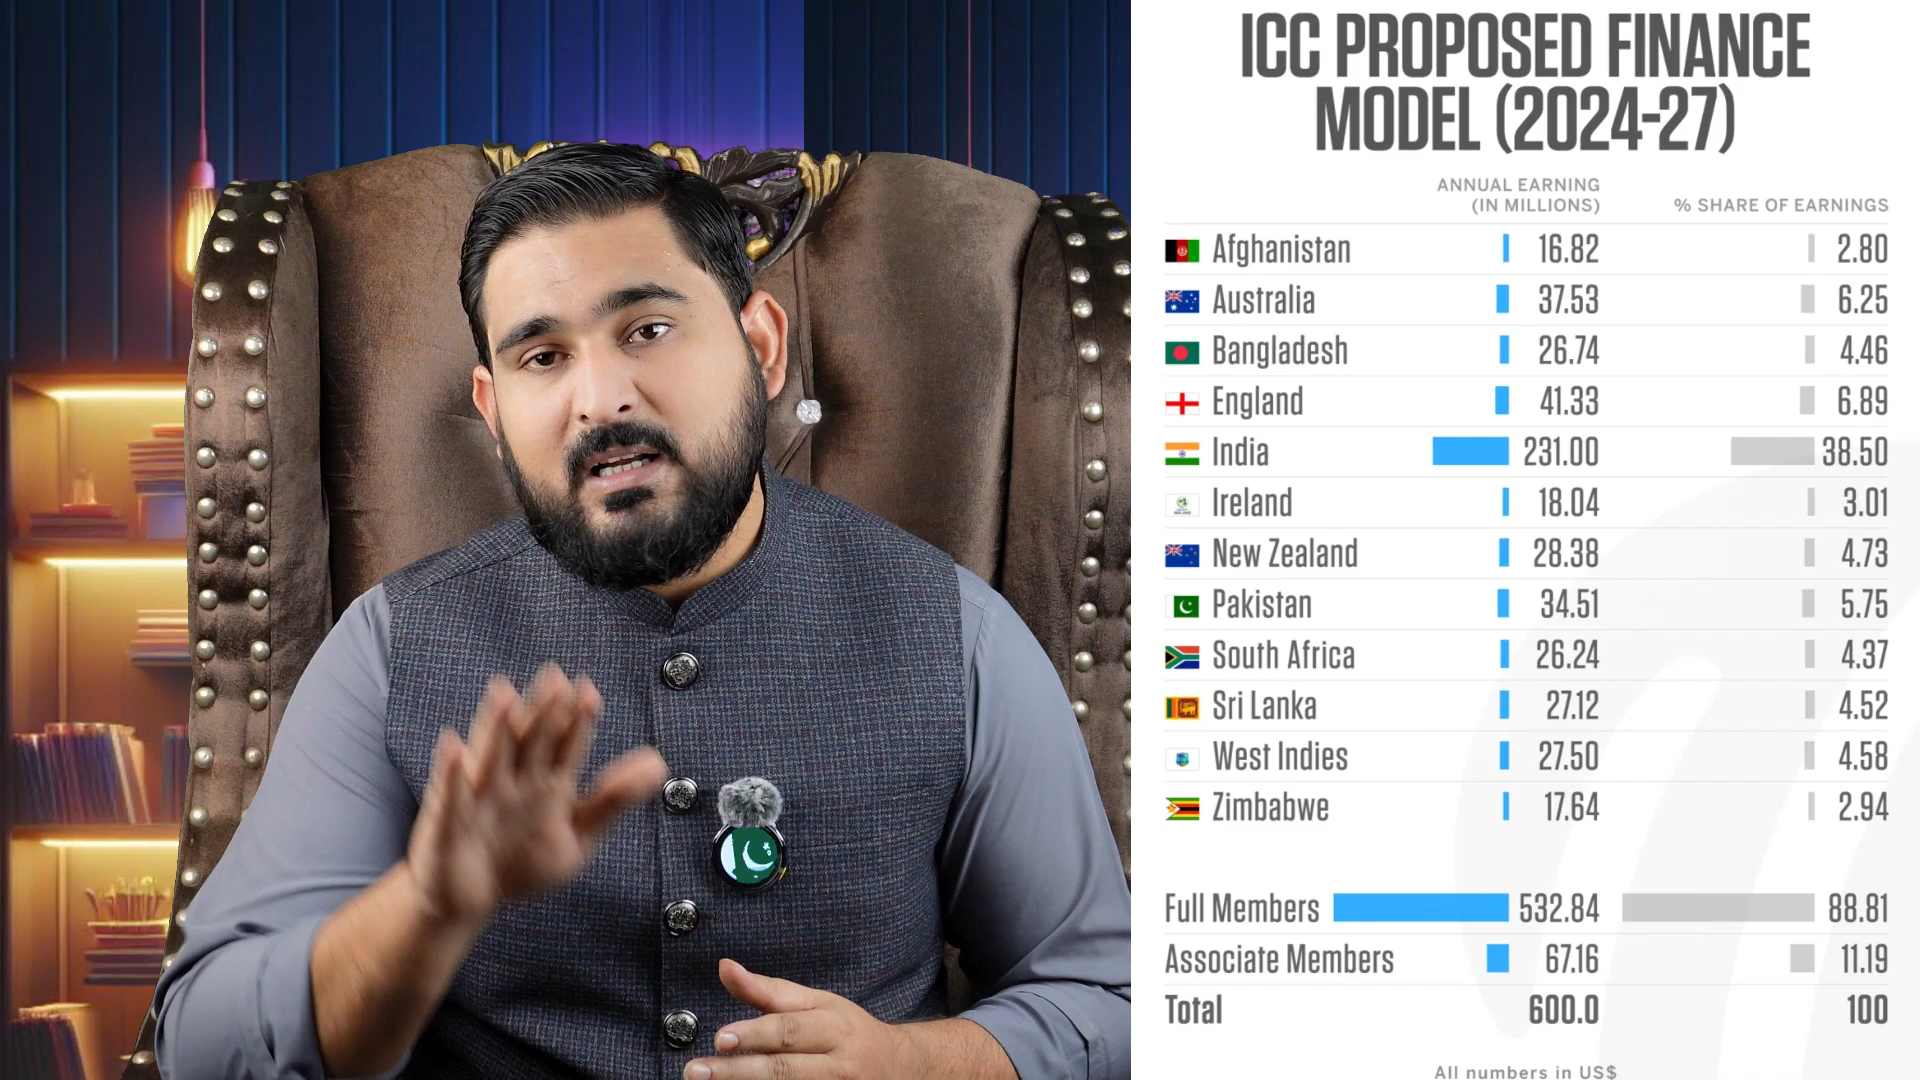 ICC PROPOSED FINANCE
MODEL (2024-27)
ANNUAL EARNING
(IN MILLIONS)
% SHARE OF EARNINGS
Afghanistan 16.82 2.80
Australia 37.53 6.25
Bangladesh 26.74 4.46
England 41.33 6.89
India 231.00 38.50
Ireland 18.04 3.01
New Zealand 28.38 4.73
Pakistan 34.51 5.75
South Africa 26.24 4.37
Sri Lanka 27.12 4.52
West Indies 27.50 4.58
Zimbabwe 17.64 2.94
Full Members 532.84 88.81
Associate Members 67.16 11.19
Total 600.0 100
All numbers in US$